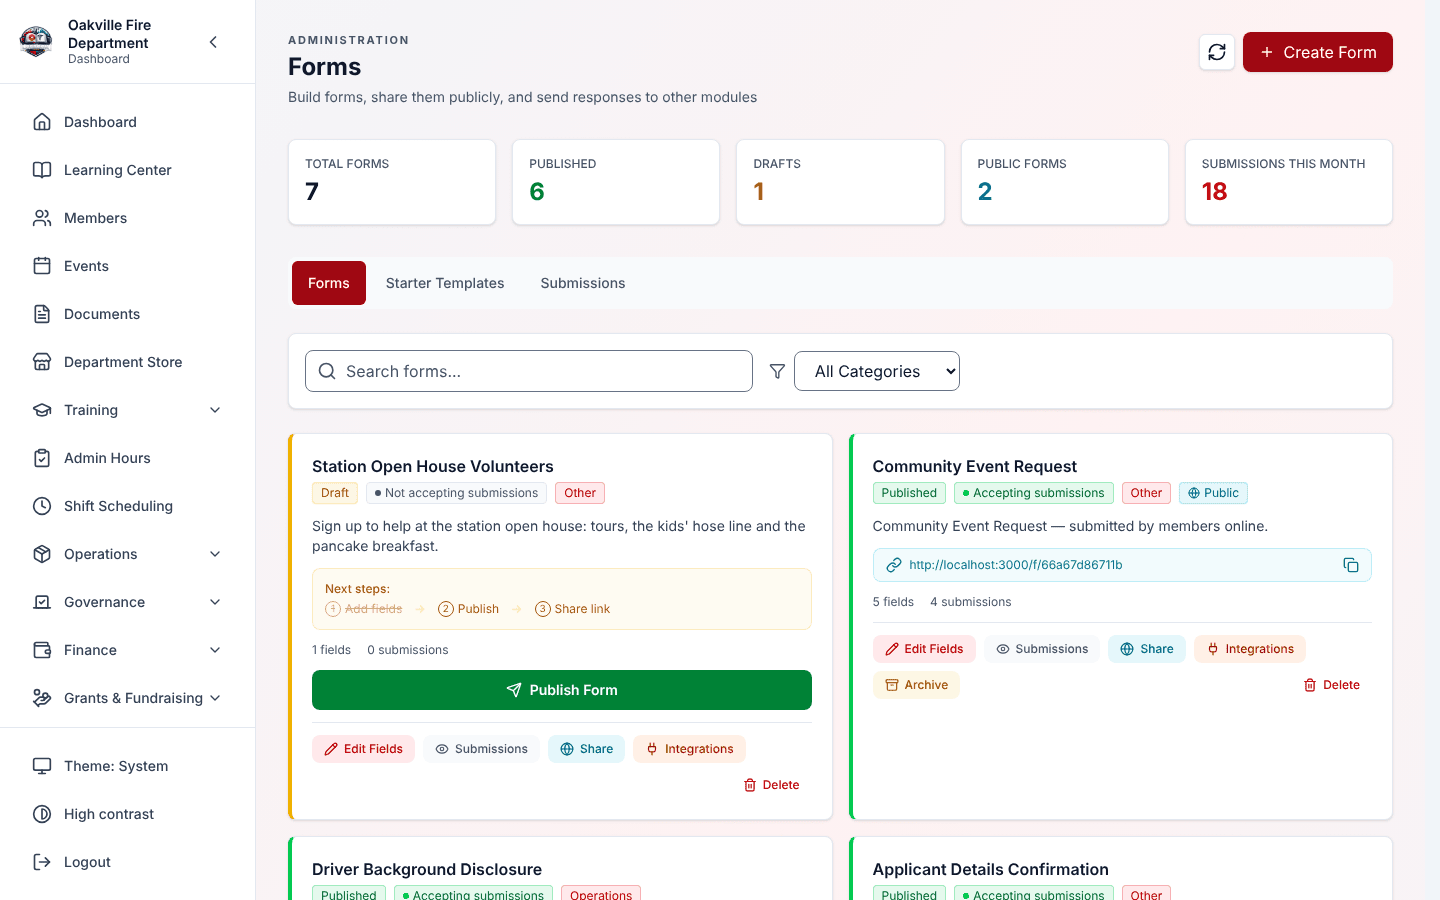 Oakville Fire
Department
Dashboard
Dashboard
Learning Center
Members
Events
Documents
Department Store
Training
Admin Hours
Shift Scheduling
Operations
Governance
Finance
Grants & Fundraising
Theme: System
High contrast
Logout
ADMINISTRATION
Forms
Build forms, share them publicly, and send responses to other modules
Create Form
TOTAL FORMS
7
PUBLISHED
6
DRAFTS
1
PUBLIC FORMS
2
SUBMISSIONS THIS MONTH
18
Forms Starter Templates Submissions
Search forms... All Categories
Station Open House Volunteers
Draft Not accepting submissions Other
Sign up to help at the station open house: tours, the kids' hose line and the
pancake breakfast.
Next steps:
1 Add fields → 2 Publish → 3 Share link
1 fields 0 submissions
Publish Form
Edit Fields Submissions Share Integrations
Delete
Community Event Request
Published Accepting submissions Other Public
Community Event Request — submitted by members online.
http://localhost:3000/f/66a67d86711b
5 fields 4 submissions
Edit Fields Submissions Share Integrations
Archive Delete
Driver Background Disclosure
Published Accepting submissions Operations
Applicant Details Confirmation
Published Accepting submissions Other